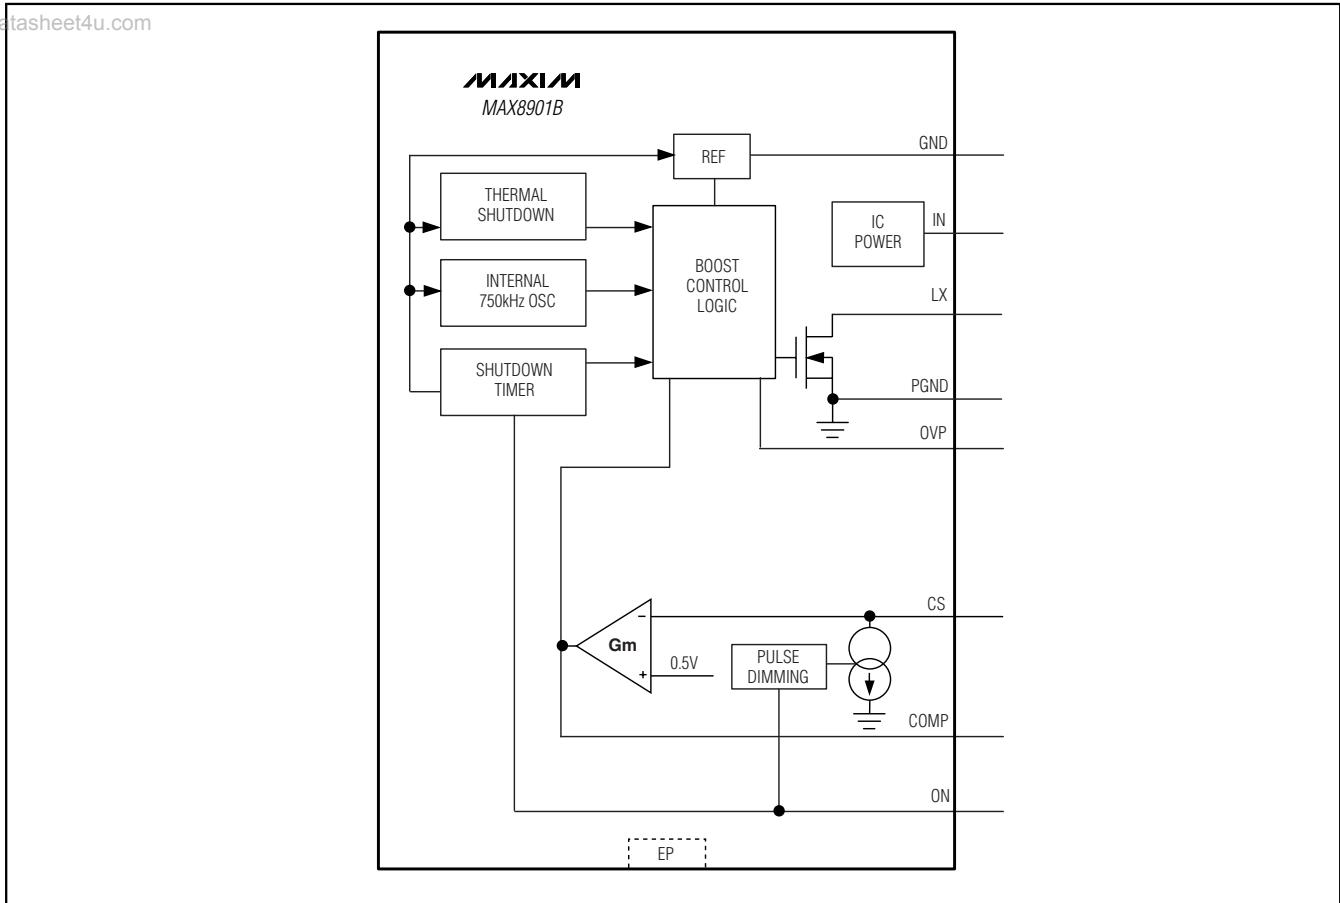 atasheet4u.com
MAXIM
MAX8901B
GND
REF
THERMAL
SHUTDOWN
IC
POWER
IN
BOOST
CONTROL
LOGIC
INTERNAL
750kHz OSC
LX
SHUTDOWN
TIMER
PGND
OVP
CS
−
Gm
+
0.5V
PULSE
DIMMING
COMP
ON
EP